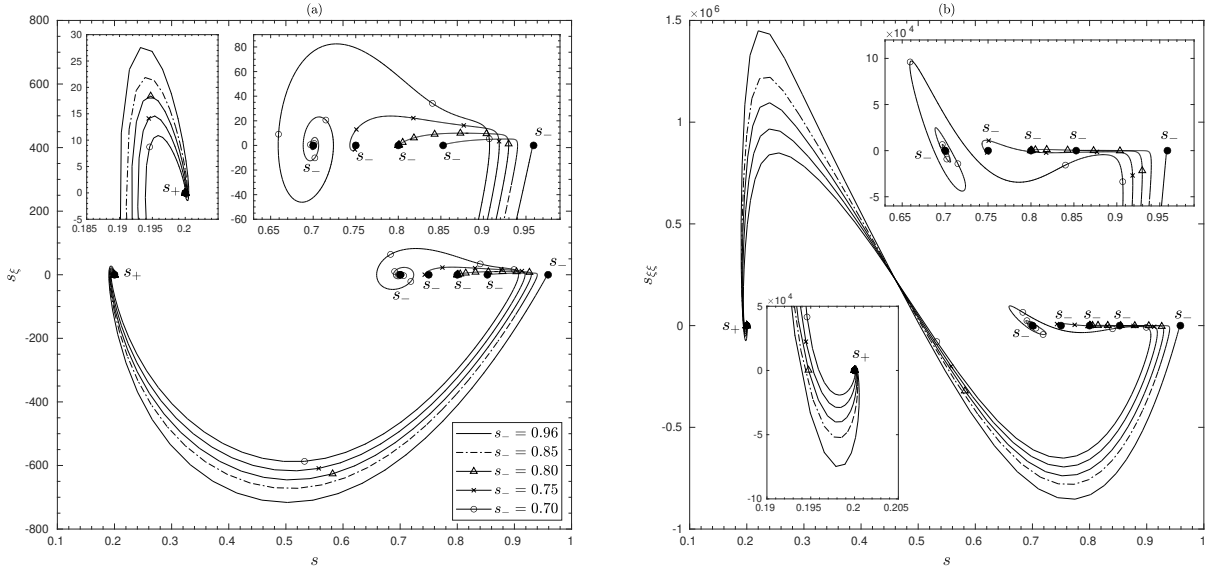 (a)
800
600
400
200
0
-200
-400
-600
-800
s_ξ
0.1
0.2
0.3
0.4
0.5
0.6
0.7
0.8
0.9
1
s
30
25
20
15
10
5
0
-5
0.185
0.19
0.195
0.2
s_+
80
60
40
20
0
-20
-40
-60
0.65
0.7
0.75
0.8
0.85
0.9
0.95
s_-
s_-
s_-
s_-
s_-
s_+
s_-
s_-
s_-
s_-
s_-
s_- = 0.96
s_- = 0.85
s_- = 0.80
s_- = 0.75
s_- = 0.70
(b)
×10^6
1.5
1
0.5
0
-0.5
-1
s_ξξ
0.1
0.2
0.3
0.4
0.5
0.6
0.7
0.8
0.9
1
s
×10^4
10
5
0
-5
0.65
0.7
0.75
0.8
0.85
0.9
0.95
s_-
s_-
s_-
s_-
s_-
s_+
s_-
s_-
s_-
s_-
s_-
×10^4
5
0
-5
-10
0.19
0.195
0.2
0.205
s_+